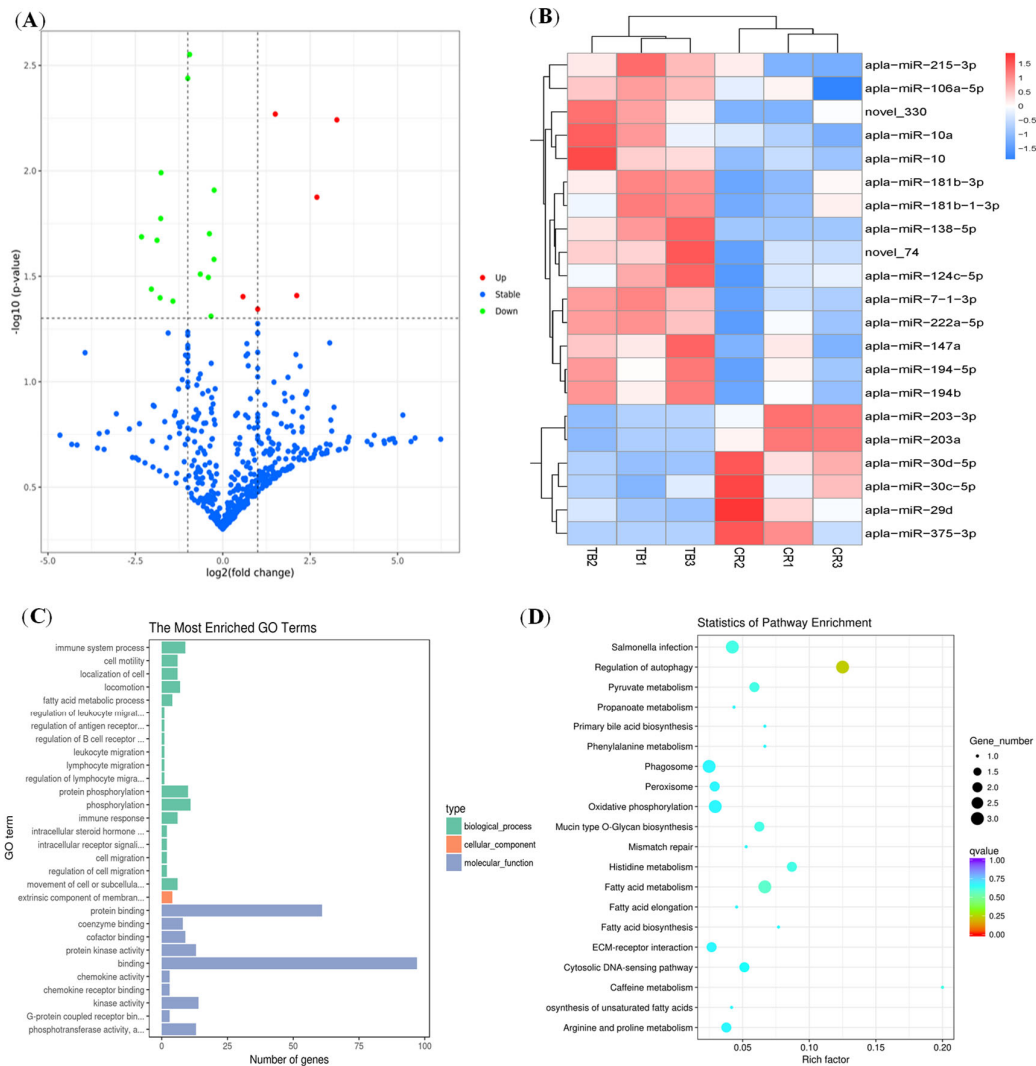 (A)
2.5
2.0
1.5
1.0
0.5
-log10 (p-value)
-5.0
-2.5
0.0
2.5
5.0
log2(fold change)
Up
Stable
Down
(B)
apla-miR-215-3p
apla-miR-106a-5p
novel_330
apla-miR-10a
apla-miR-10
apla-miR-181b-3p
apla-miR-181b-1-3p
apla-miR-138-5p
novel_74
apla-miR-124c-5p
apla-miR-7-1-3p
apla-miR-222a-5p
apla-miR-147a
apla-miR-194-5p
apla-miR-194b
apla-miR-203-3p
apla-miR-203a
apla-miR-30d-5p
apla-miR-30c-5p
apla-miR-29d
apla-miR-375-3p
TB2
TB1
TB3
CR2
CR1
CR3
1.5
1
0.5
0
-0.5
-1
-1.5
(C)
The Most Enriched GO Terms
immune system process
cell motility
localization of cell
locomotion
fatty acid metabolic process
regulation of leukocyte migrat...
regulation of antigen receptor...
regulation of B cell receptor ...
leukocyte migration
lymphocyte migration
regulation of lymphocyte migra...
protein phosphorylation
phosphorylation
immune response
intracellular steroid hormone ...
intracellular receptor signali...
cell migration
regulation of cell migration
movement of cell or subcellula...
extrinsic component of membran...
protein binding
coenzyme binding
cofactor binding
protein kinase activity
binding
chemokine activity
chemokine receptor binding
kinase activity
G-protein coupled receptor bin...
phosphotransferase activity, a...
GO term
0
25
50
75
100
Number of genes
type
biological_process
cellular_component
molecular_function
(D)
Statistics of Pathway Enrichment
Salmonella infection
Regulation of autophagy
Pyruvate metabolism
Propanoate metabolism
Primary bile acid biosynthesis
Phenylalanine metabolism
Phagosome
Peroxisome
Oxidative phosphorylation
Mucin type O-Glycan biosynthesis
Mismatch repair
Histidine metabolism
Fatty acid metabolism
Fatty acid elongation
Fatty acid biosynthesis
ECM-receptor interaction
Cytosolic DNA-sensing pathway
Caffeine metabolism
osynthesis of unsaturated fatty acids
Arginine and proline metabolism
0.05
0.10
0.15
0.20
Rich factor
Gene_number
1.0
1.5
2.0
2.5
3.0
qvalue
1.00
0.75
0.50
0.25
0.00